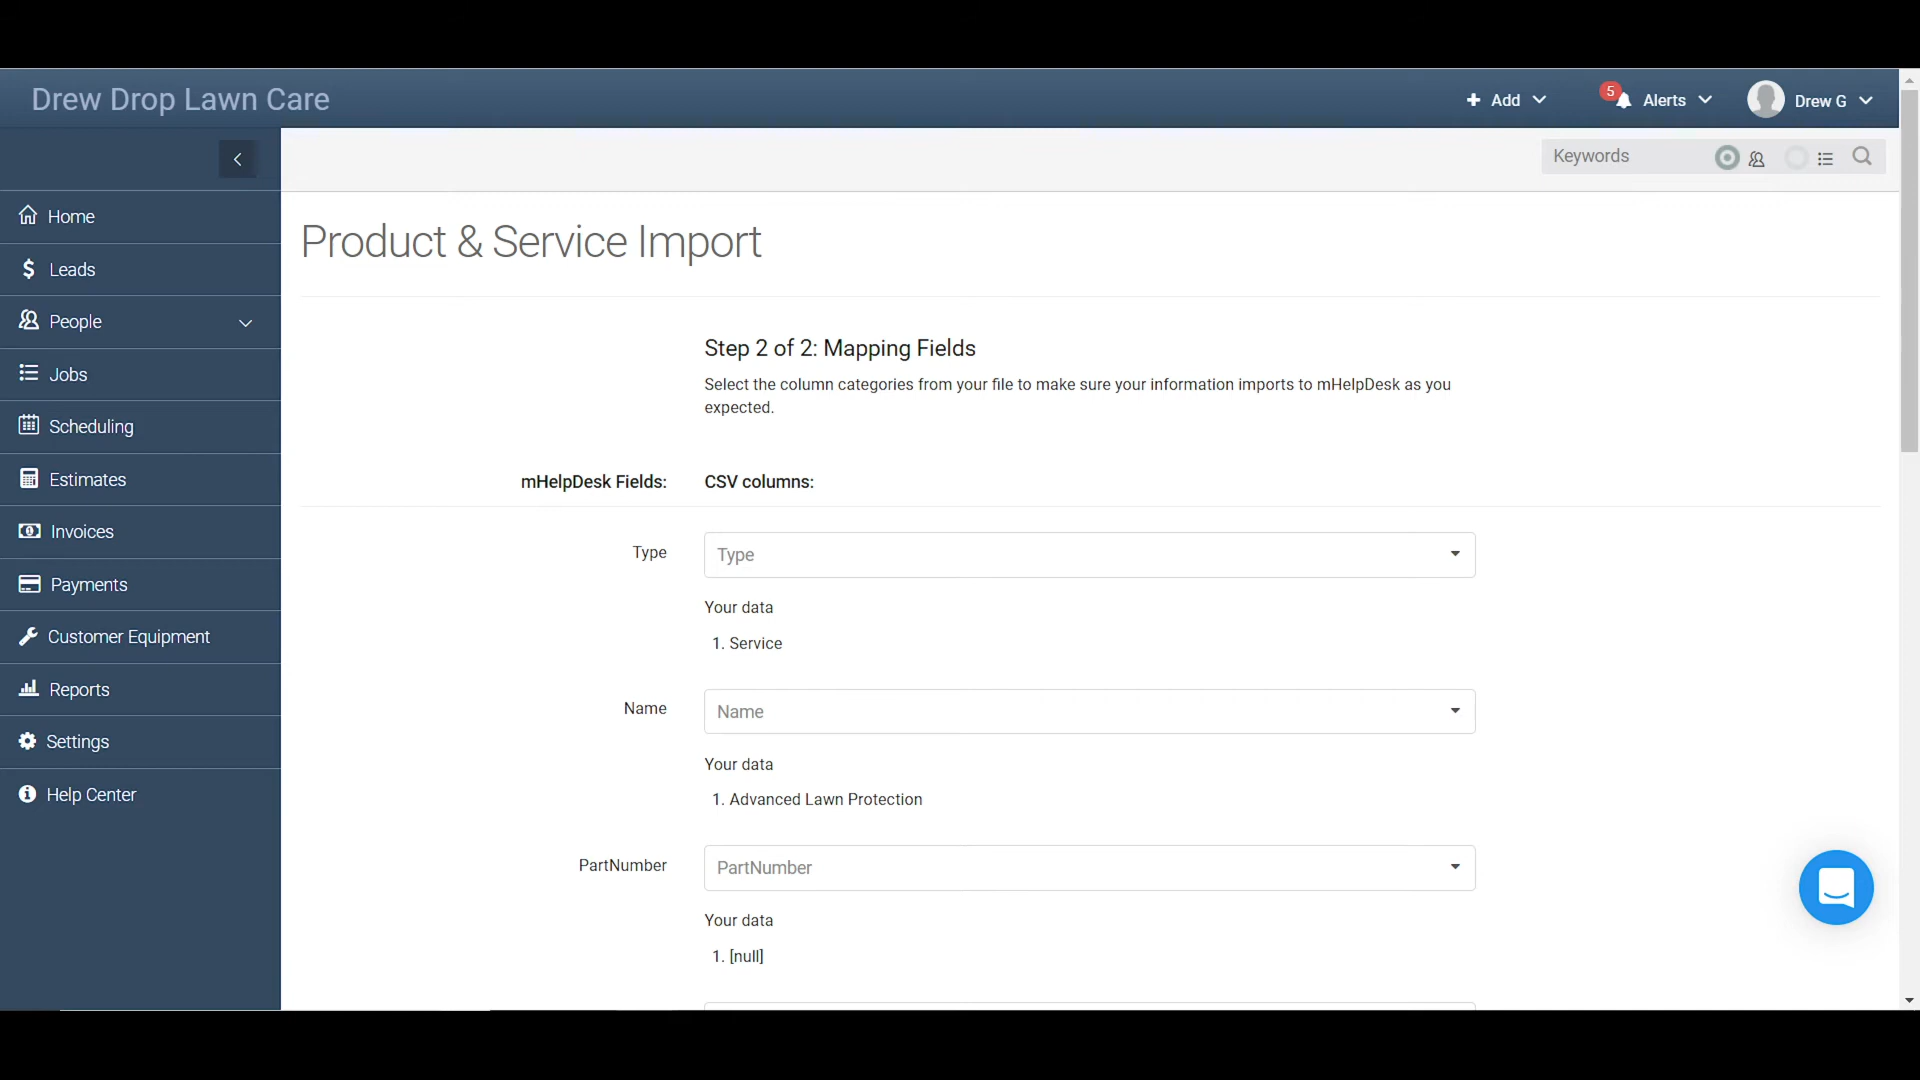 Drew Drop Lawn Care
Add
5
Alerts
Drew G
Keywords
Home
Leads
People
Jobs
Scheduling
Estimates
Invoices
Payments
Customer Equipment
Reports
Settings
Help Center
Product & Service Import
Step 2 of 2: Mapping Fields
Select the column categories from your file to make sure your information imports to mHelpDesk as you
expected.
mHelpDesk Fields: CSV columns:
Type Type
Your data
1. Service
Name Name
Your data
1. Advanced Lawn Protection
PartNumber PartNumber
Your data
1. [null]